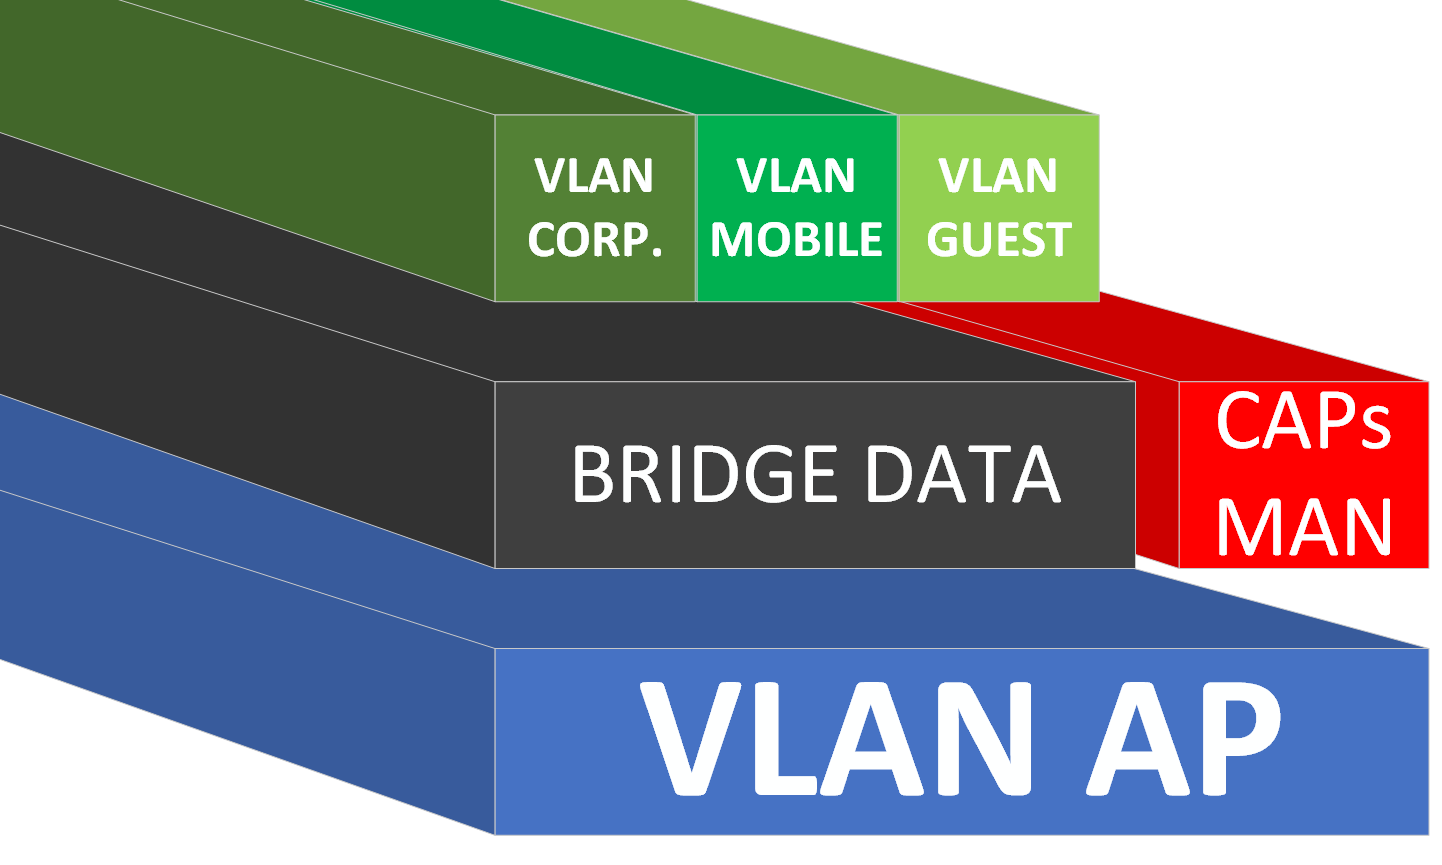 VLAN
CORP.
VLAN
MOBILE
VLAN
GUEST
BRIDGE DATA
CAPs
MAN
VLAN AP